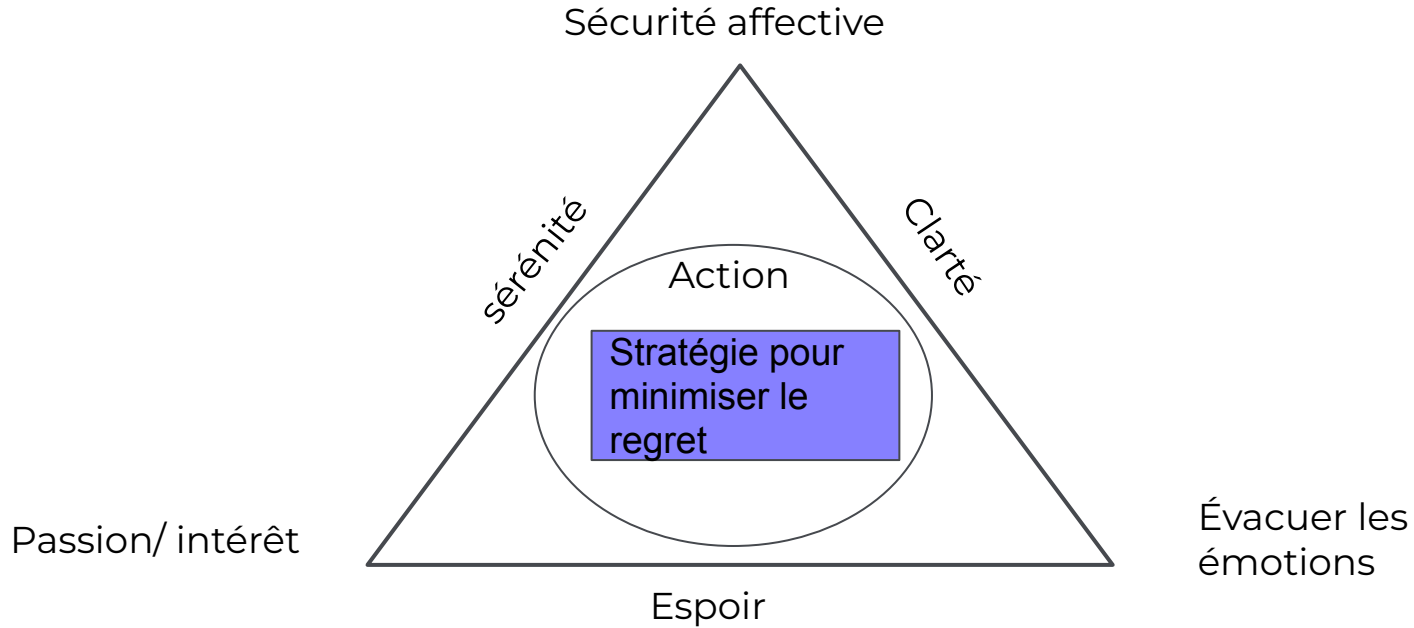 Sécurité affective
sérénité
Clarté
Action
Stratégie pour
minimiser le
regret
Passion/ intérêt
Évacuer les
émotions
Espoir